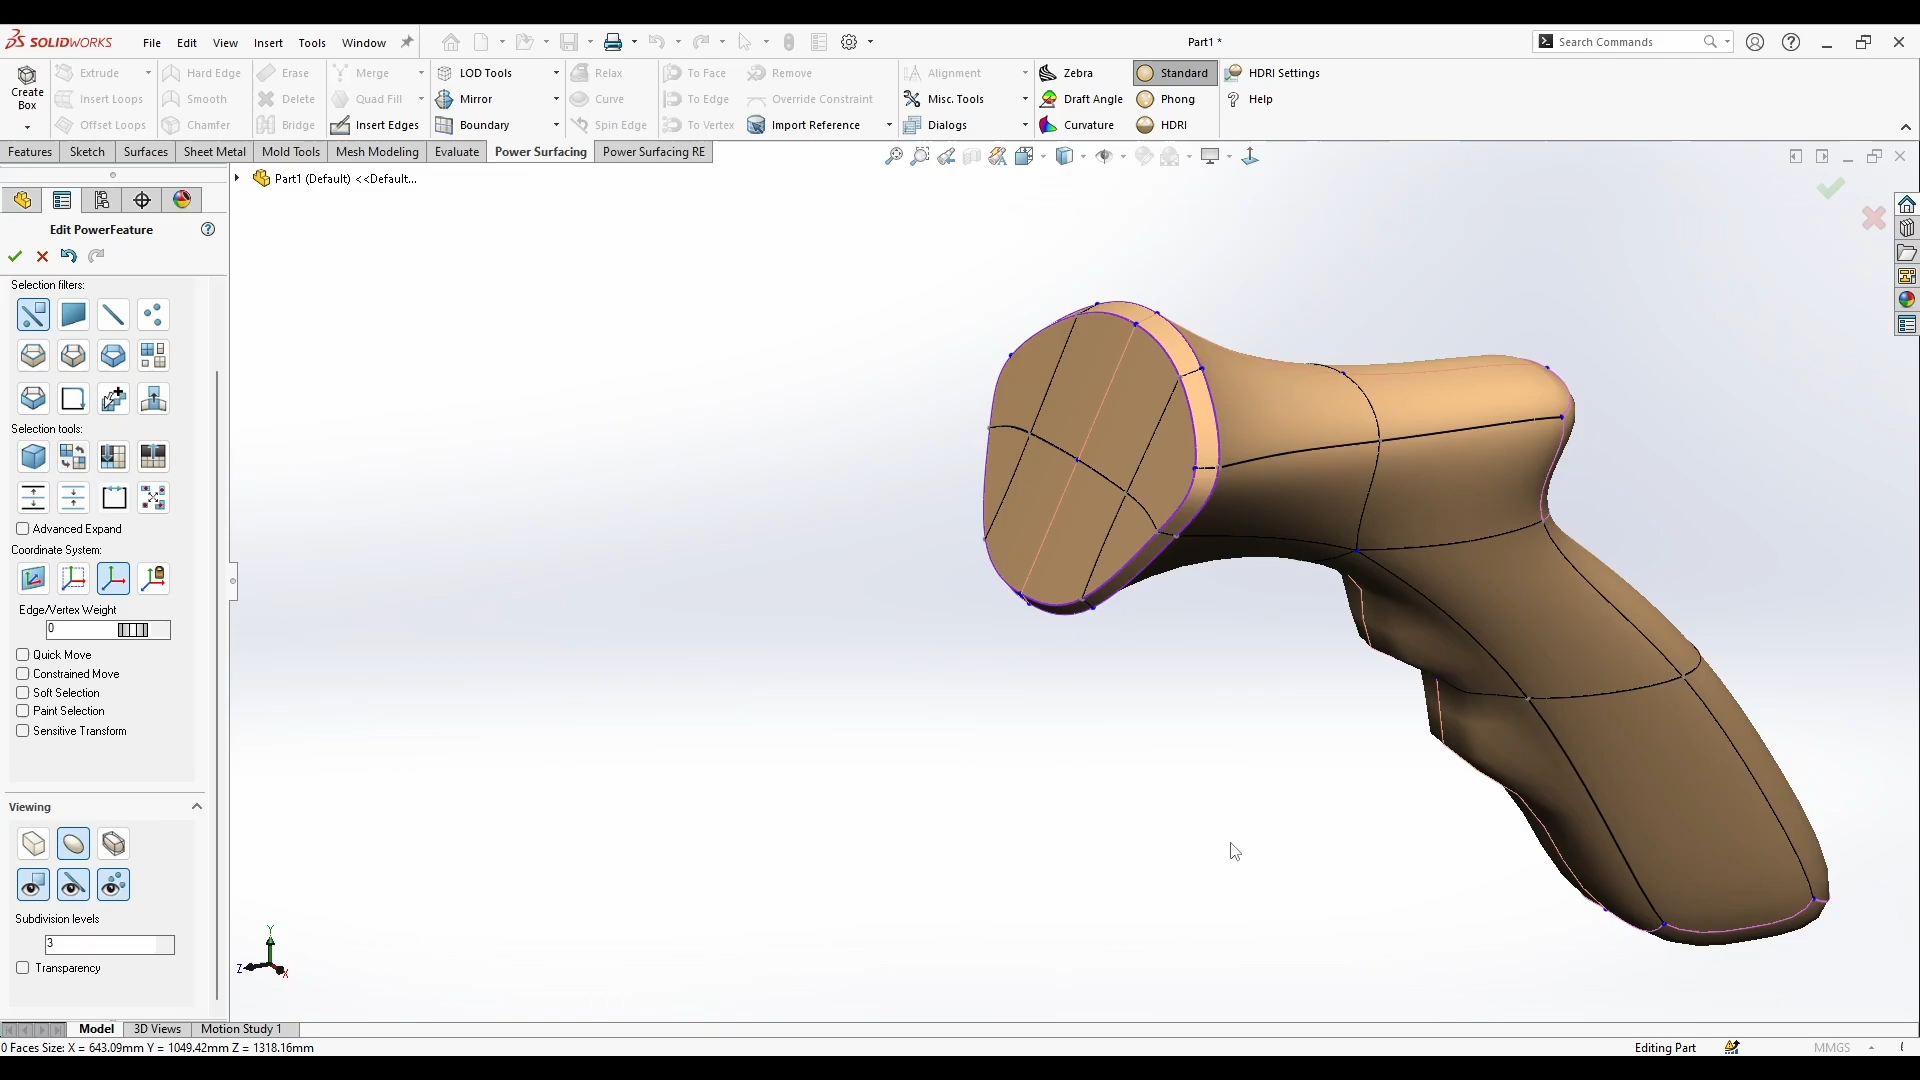 SOLIDWORKS File Edit View Insert Tools Window Part1 * Search Commands
Create Box
Extrude Hard Edge Erase Merge LOD Tools Relax To Face Remove Alignment Zebra Standard HDRI Settings
Insert Loops Smooth Delete Quad Fill Mirror Curve To Edge Override Constraint Misc. Tools Draft Angle Phong Help
Offset Loops Chamfer Bridge Insert Edges Boundary Spin Edge To Vertex Import Reference Dialogs Curvature HDRI
Features Sketch Surfaces Sheet Metal Mold Tools Mesh Modeling Evaluate Power Surfacing Power Surfacing RE
Part1 (Default) <<Default...
Edit PowerFeature
Selection filters:
Selection tools:
Advanced Expand
Coordinate System:
Edge/Vertex Weight
0
Quick Move
Constrained Move
Soft Selection
Paint Selection
Sensitive Transform
Viewing
Subdivision levels
3
Transparency
Y
Z
X
Model 3D Views Motion Study 1
0 Faces Size: X = 643.09mm Y = 1049.42mm Z = 1318.16mm Editing Part MMGS